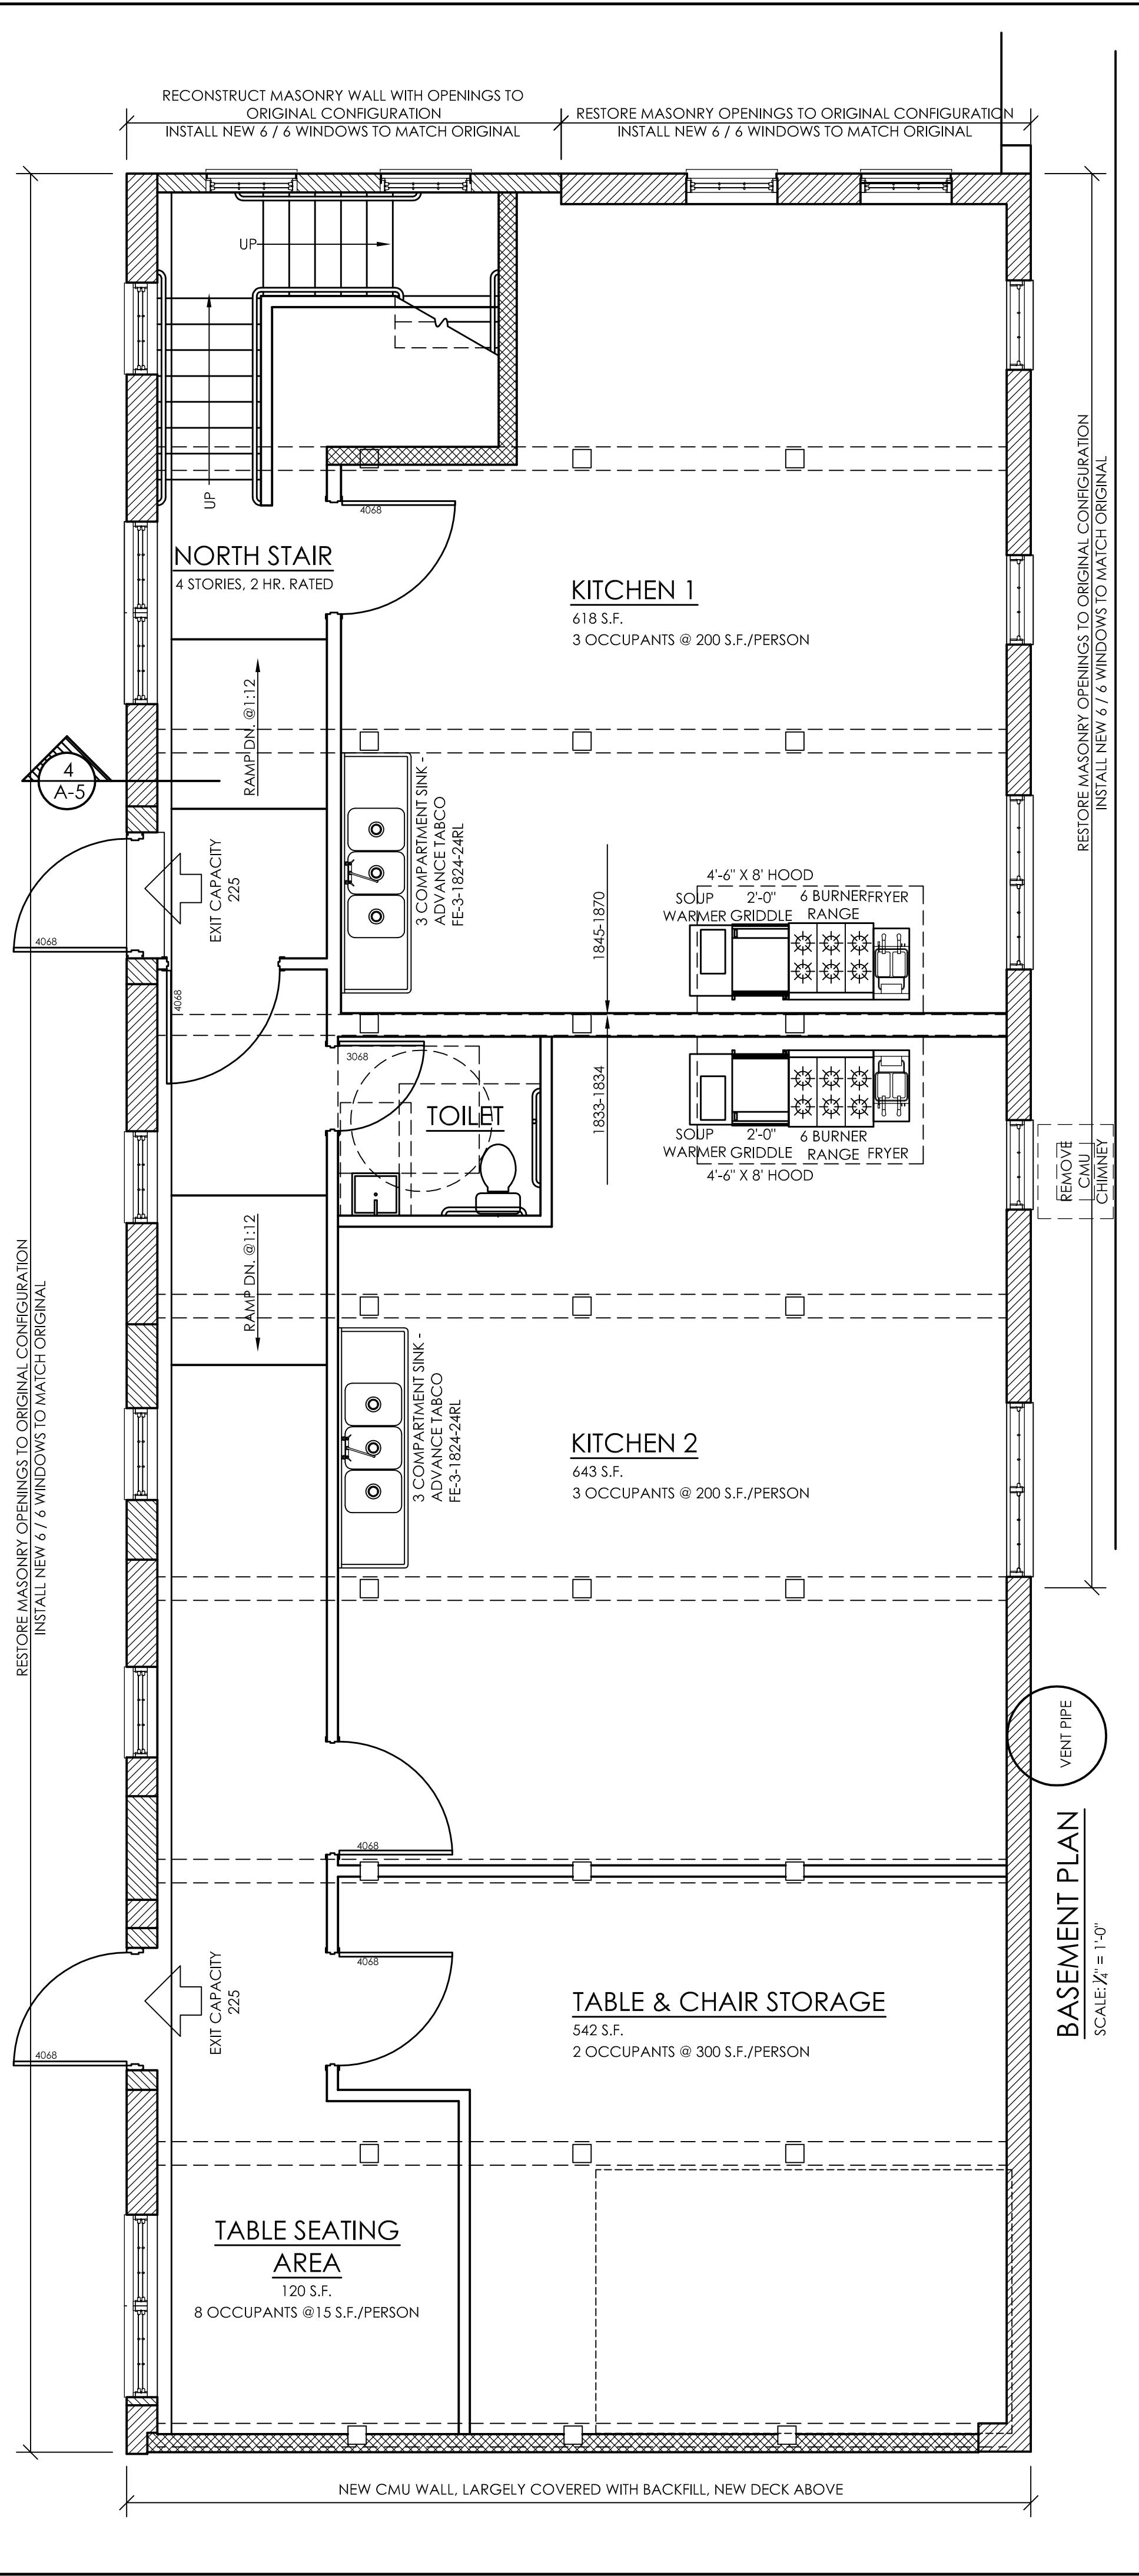 RECONSTRUCT MASONRY WALL WITH OPENINGS TO
ORIGINAL CONFIGURATION
INSTALL NEW 6 / 6 WINDOWS TO MATCH ORIGINAL
RESTORE MASONRY OPENINGS TO ORIGINAL CONFIGURATION
INSTALL NEW 6 / 6 WINDOWS TO MATCH ORIGINAL
UP
UP
4068
NORTH STAIR
4 STORIES, 2 HR. RATED
KITCHEN 1
618 S.F.
3 OCCUPANTS @ 200 S.F./PERSON
RESTORE MASONRY OPENINGS TO ORIGINAL CONFIGURATION
INSTALL NEW 6 / 6 WINDOWS TO MATCH ORIGINAL
RAMP DN. @1:12
4
A-5
3 COMPARTMENT SINK -
ADVANCE TABCO
FE-3-1824-24RL
EXIT CAPACITY
225
4068
4068
1845-1870
4'-6" X 8' HOOD
SOUP
WARMER
2'-0"
GRIDDLE
6 BURNER
RANGE
FRYER
3068
TOILET
1833-1834
SOUP
WARMER
2'-0"
GRIDDLE
6 BURNER
RANGE
FRYER
4'-6" X 8' HOOD
REMOVE
CMU
CHIMNEY
RAMP DN. @1:12
RESTORE MASONRY OPENINGS TO ORIGINAL CONFIGURATION
INSTALL NEW 6 / 6 WINDOWS TO MATCH ORIGINAL
3 COMPARTMENT SINK -
ADVANCE TABCO
FE-3-1824-24RL
KITCHEN 2
643 S.F.
3 OCCUPANTS @ 200 S.F./PERSON
VENT PIPE
4068
4068
EXIT CAPACITY
225
4068
TABLE & CHAIR STORAGE
542 S.F.
2 OCCUPANTS @ 300 S.F./PERSON
BASEMENT PLAN
SCALE: 1/4" = 1'-0"
TABLE SEATING
AREA
120 S.F.
8 OCCUPANTS @15 S.F./PERSON
NEW CMU WALL, LARGELY COVERED WITH BACKFILL, NEW DECK ABOVE